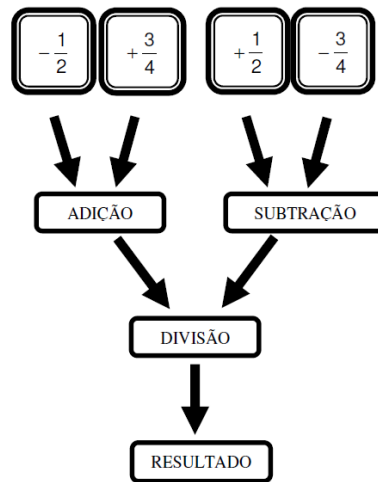 −1/2 +3/4 +1/2 −3/4
ADIÇÃO SUBTRAÇÃO
DIVISÃO
RESULTADO